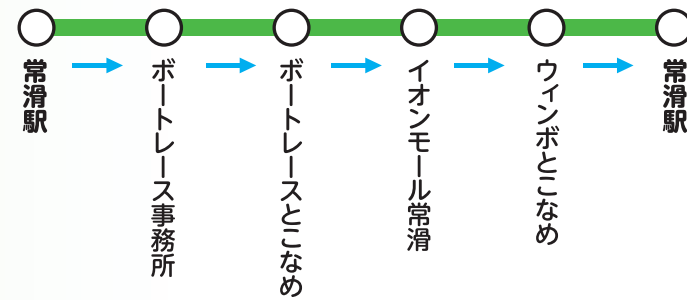 常滑駅
ボートレース事務所
ボートレースとこなめ
イオンモール常滑
ウィンボとこなめ
常滑駅